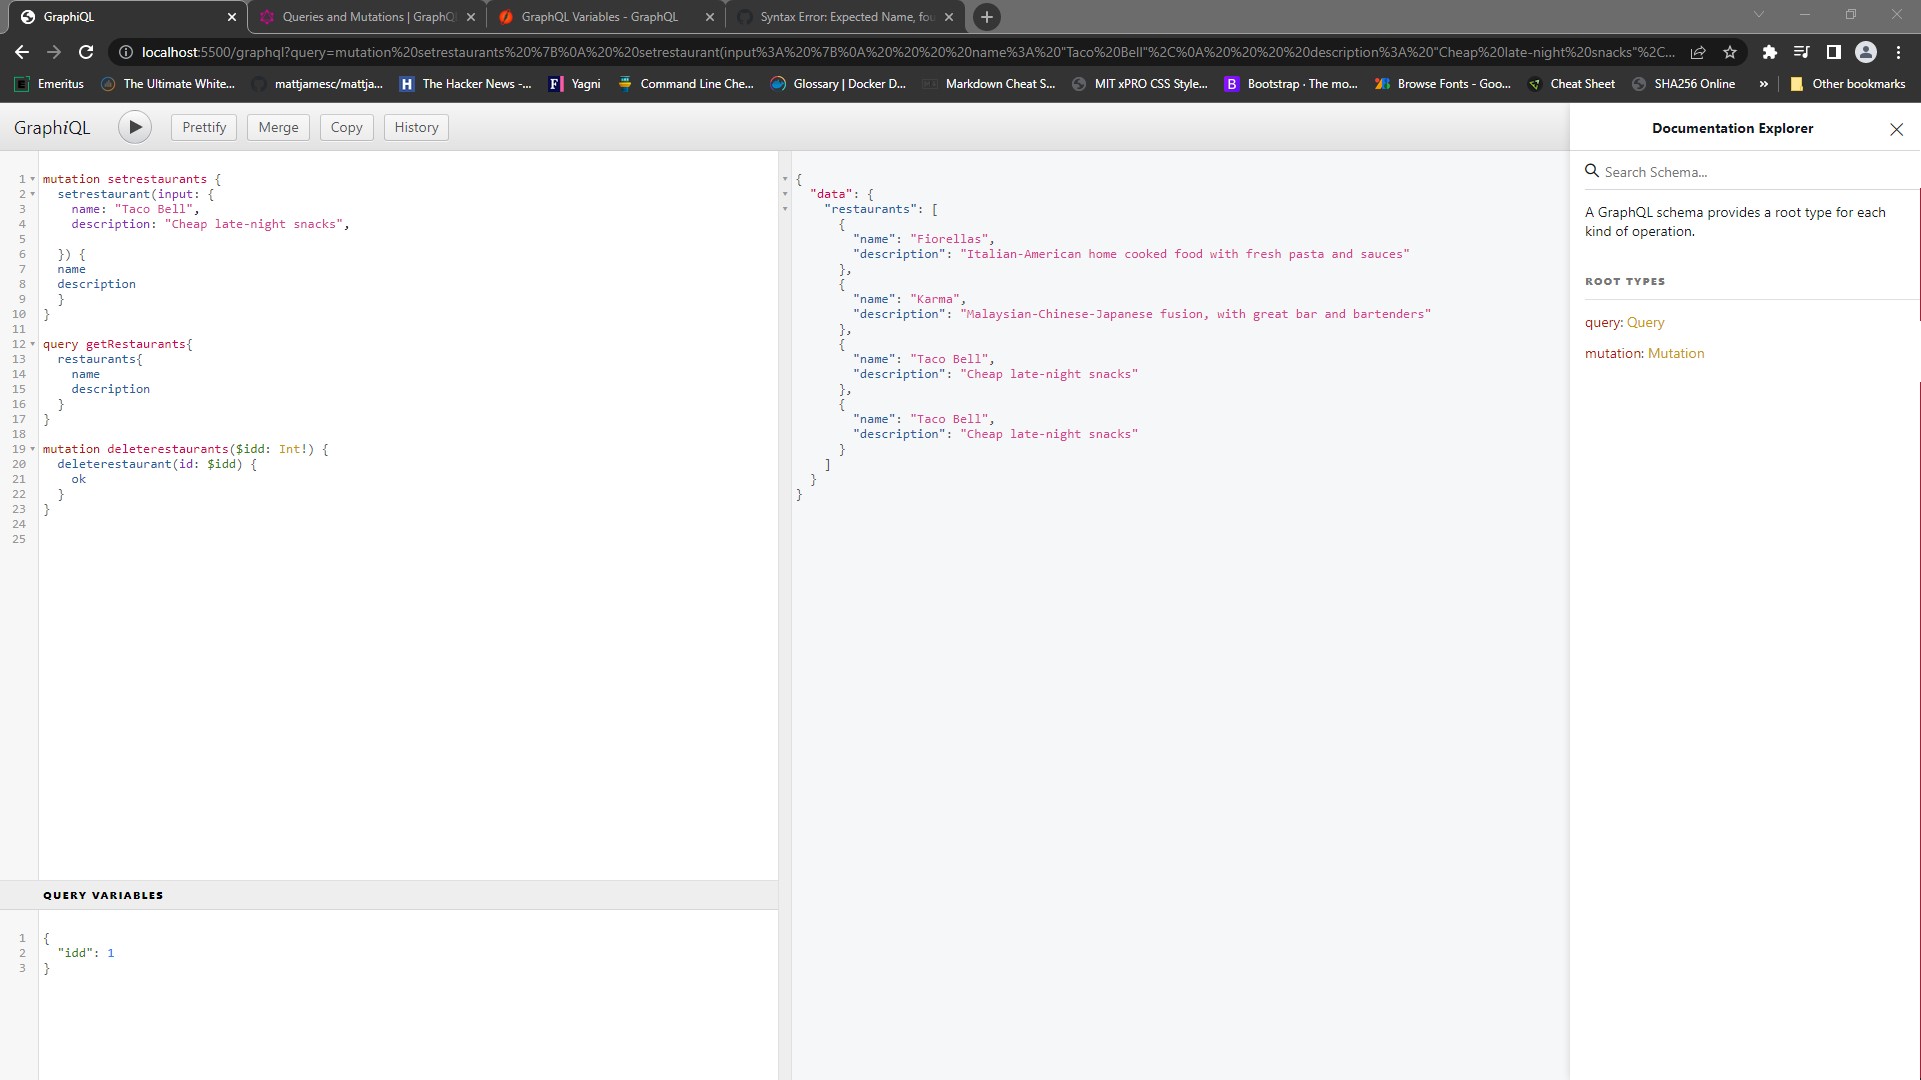 GraphiQL
Queries and Mutations | GraphQL
GraphQL Variables - GraphQL
Syntax Error: Expected Name, fou
localhost:5500/graphql?query=mutation%20setrestaurants%20%7B%0A%20%20setrestaurant(input%3A%20%7B%0A%20%20%20%20name%3A%20"Taco%20Bell"%2C%0A%20%20%20%20description%3A%20"Cheap%20late-night%20snacks"%2C...
Emeritus
The Ultimate White...
mattjamesc/mattja...
The Hacker News -...
Yagni
Command Line Che...
Glossary | Docker D...
Markdown Cheat S...
MIT xPRO CSS Style...
Bootstrap · The mo...
Browse Fonts - Goo...
Cheat Sheet
SHA256 Online
»
Other bookmarks
GraphiQL
Prettify
Merge
Copy
History
1 mutation setrestaurants {
2 setrestaurant(input: {
3 name: "Taco Bell",
4 description: "Cheap late-night snacks",
5
6 }) {
7 name
8 description
9 }
10 }
11
12 query getRestaurants{
13 restaurants{
14 name
15 description
16 }
17 }
18
19 mutation deleterestaurants($idd: Int!) {
20 deleterestaurant(id: $idd) {
21 ok
22 }
23 }
24
25
QUERY VARIABLES
1 {
2 "idd": 1
3 }
{
"data": {
"restaurants": [
{
"name": "Fiorellas",
"description": "Italian-American home cooked food with fresh pasta and sauces"
},
{
"name": "Karma",
"description": "Malaysian-Chinese-Japanese fusion, with great bar and bartenders"
},
{
"name": "Taco Bell",
"description": "Cheap late-night snacks"
},
{
"name": "Taco Bell",
"description": "Cheap late-night snacks"
}
]
}
}
Documentation Explorer
Search Schema...
A GraphQL schema provides a root type for each
kind of operation.
ROOT TYPES
query: Query
mutation: Mutation